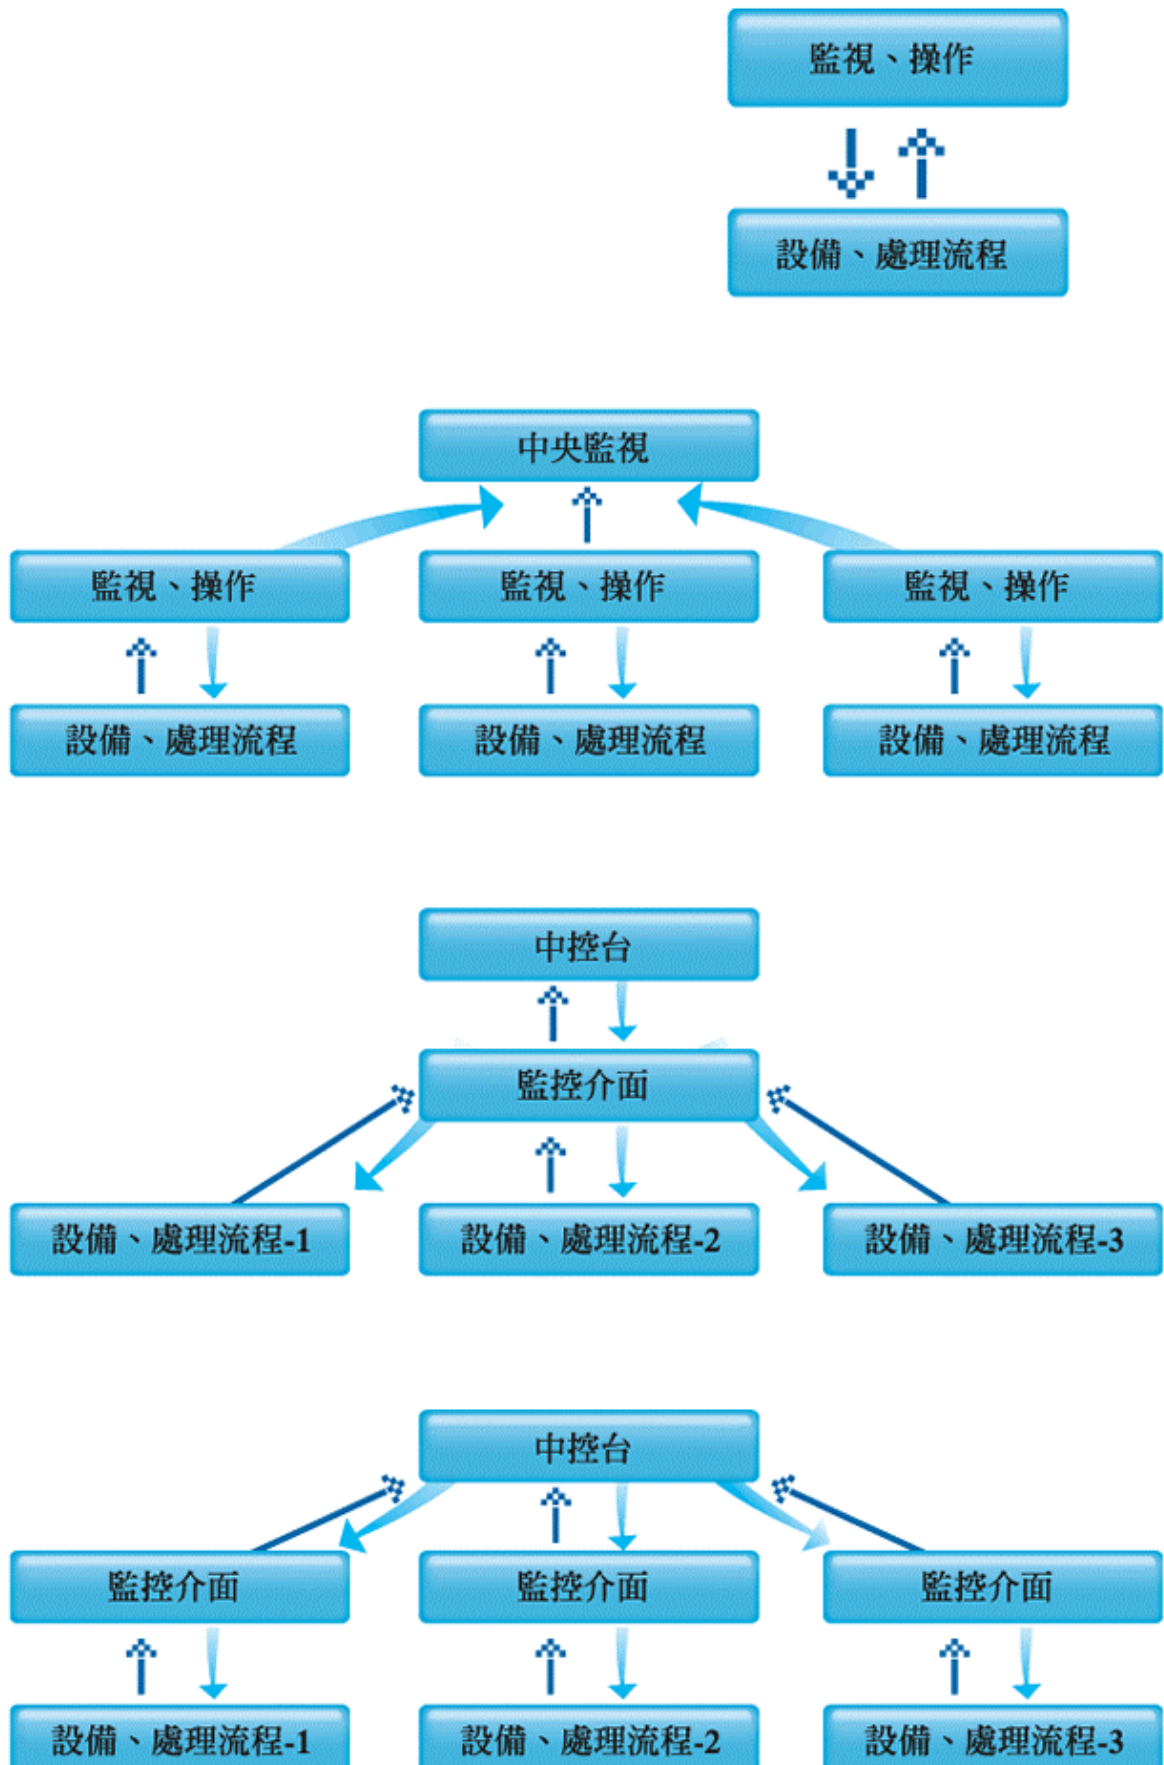 監視、操作
設備、處理流程
中央監視
監視、操作
監視、操作
監視、操作
設備、處理流程
設備、處理流程
設備、處理流程
中控台
監控介面
設備、處理流程-1
設備、處理流程-2
設備、處理流程-3
中控台
監控介面
監控介面
監控介面
設備、處理流程-1
設備、處理流程-2
設備、處理流程-3